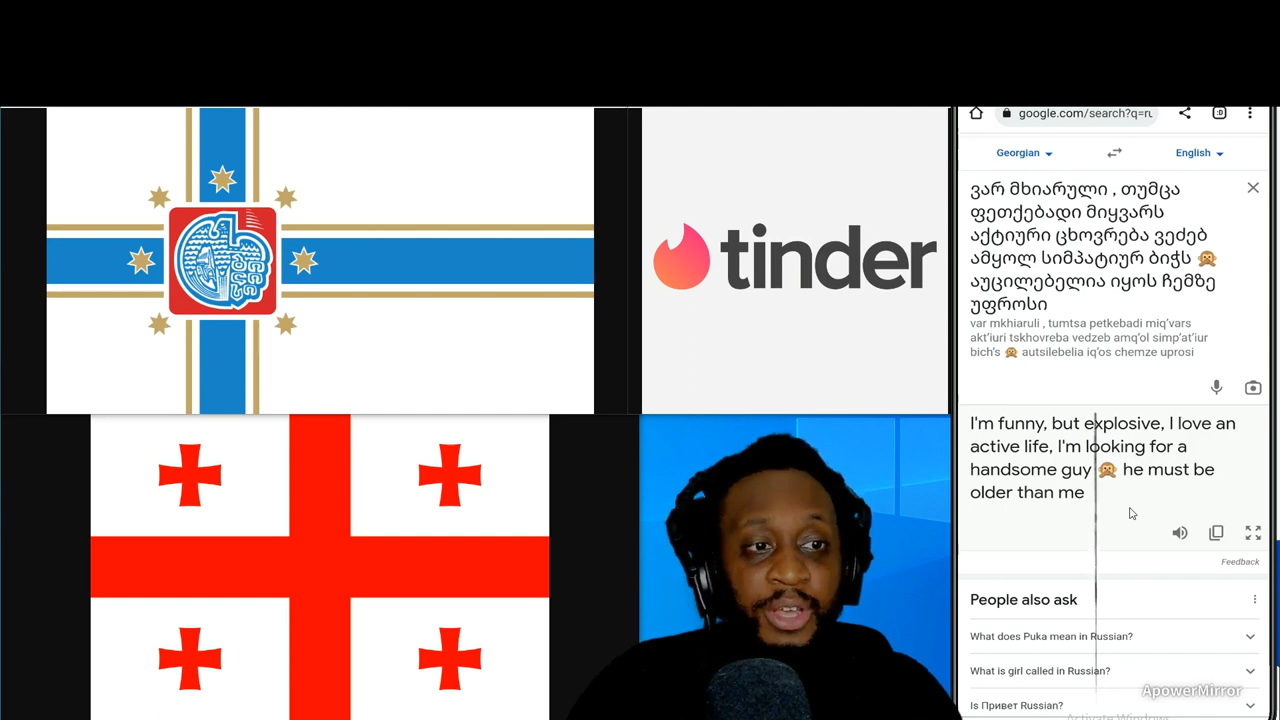 tinder
google.com/search?q=ru
:D
Georgian
English
ვარ მხიარული , თუმცა
ფეთქებადი მიყვარს
აქტიური ცხოვრება ვეძებ
ამყოლ სიმპატიურ ბიჭს 🙊
აუცილებელია იყოს ჩემზე
უფროსი
var mkhiaruli , tumtsa petkebadi miq'vars
akt'iuri tskhovreba vedzeb amq'ol simp'at'iur
bich's 🙊 autsilebelia iq'os chemze uprosi
I'm funny, but explosive, I love an
active life, I'm looking for a
handsome guy 🙊 he must be
older than me
Feedback
People also ask
What does Puka mean in Russian?
What is girl called in Russian?
ApowerMirror
Is Привет Russian?
Activate Windows